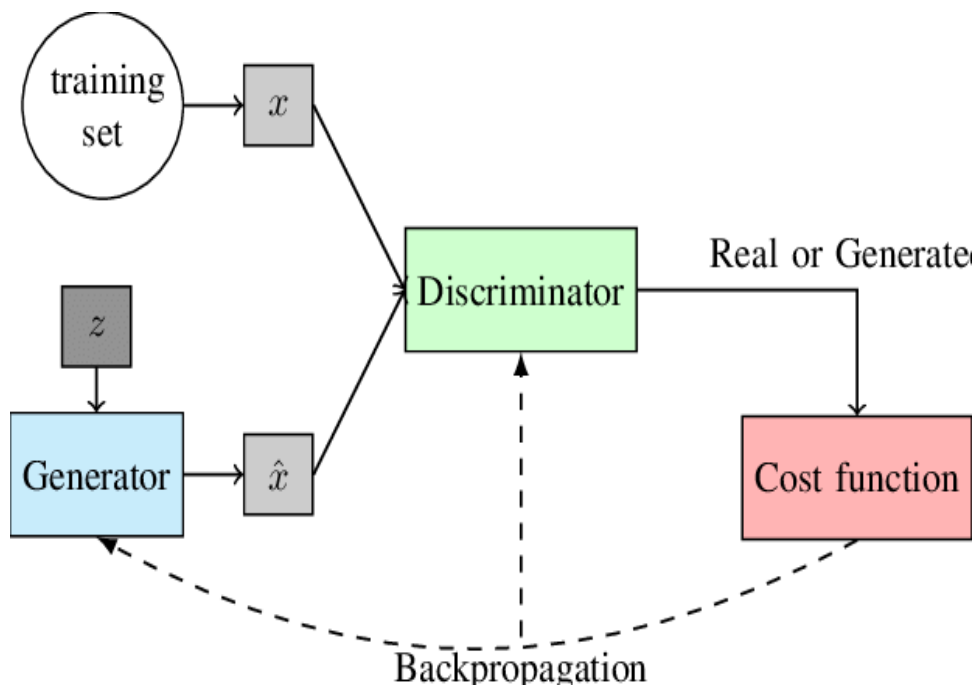 training
set
x
Discriminator
Real or Generated
z
Generator
x̂
Cost function
Backpropagation